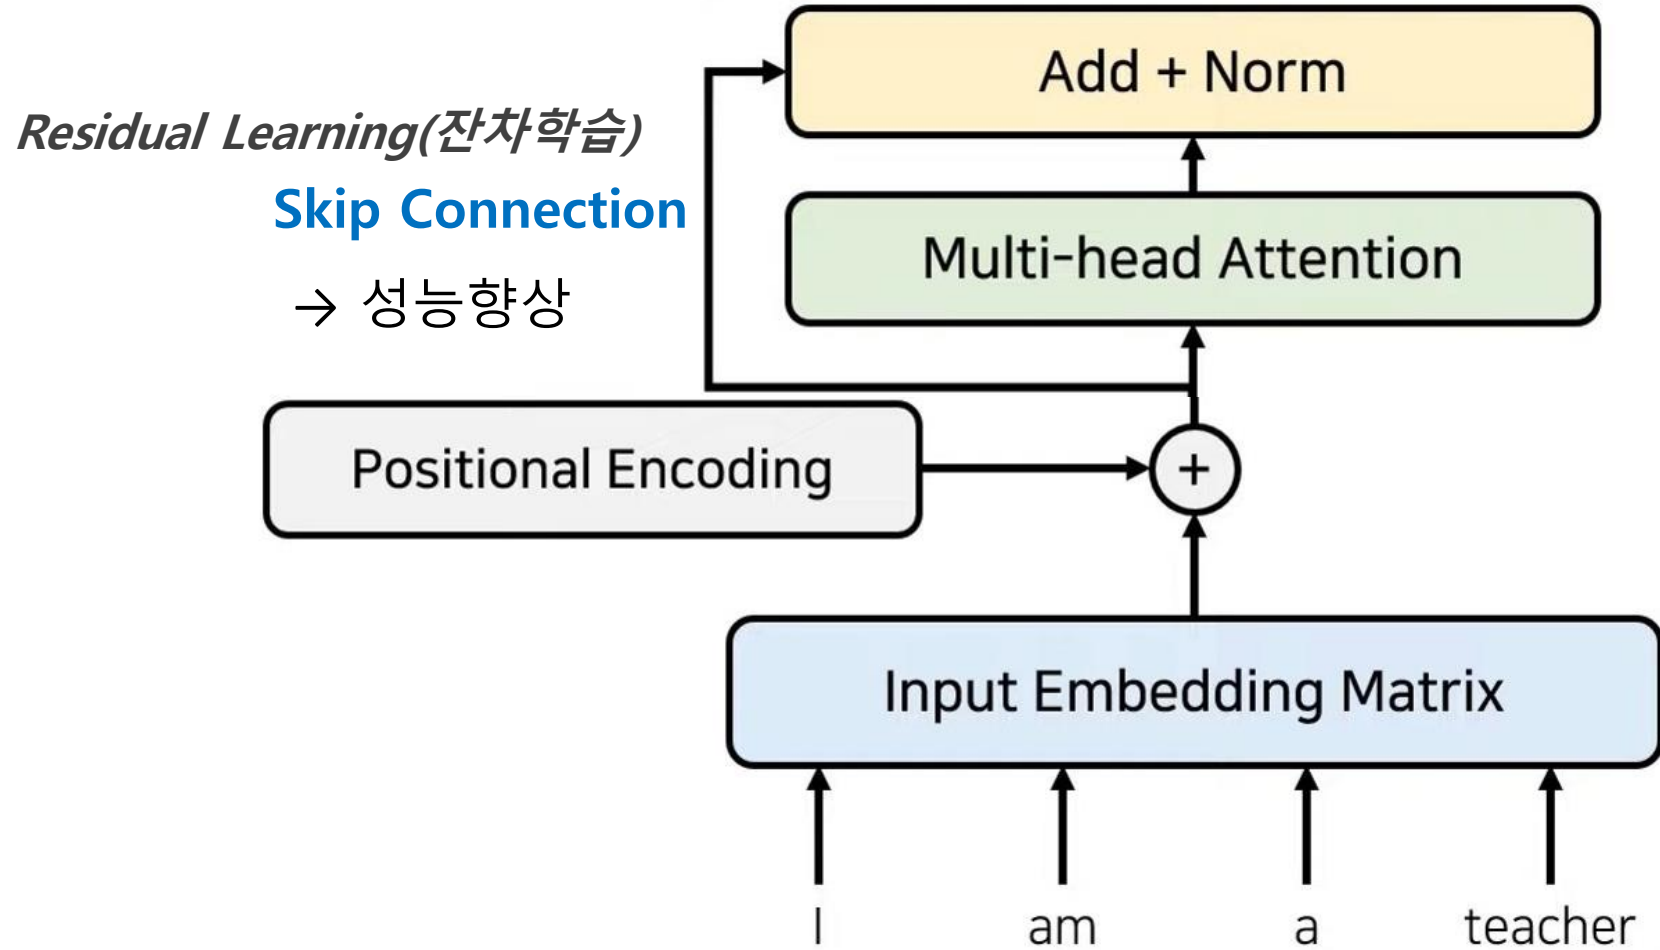 Add + Norm
Residual Learning(잔차학습)
Skip Connection
Multi-head Attention
→ 성능향상
Positional Encoding
+
Input Embedding Matrix
I am a teacher